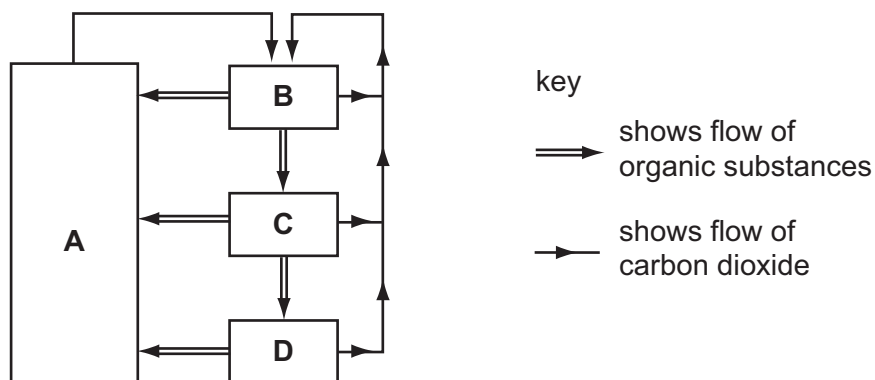 B
key
shows flow of
organic substances
A
C
shows flow of
carbon dioxide
D